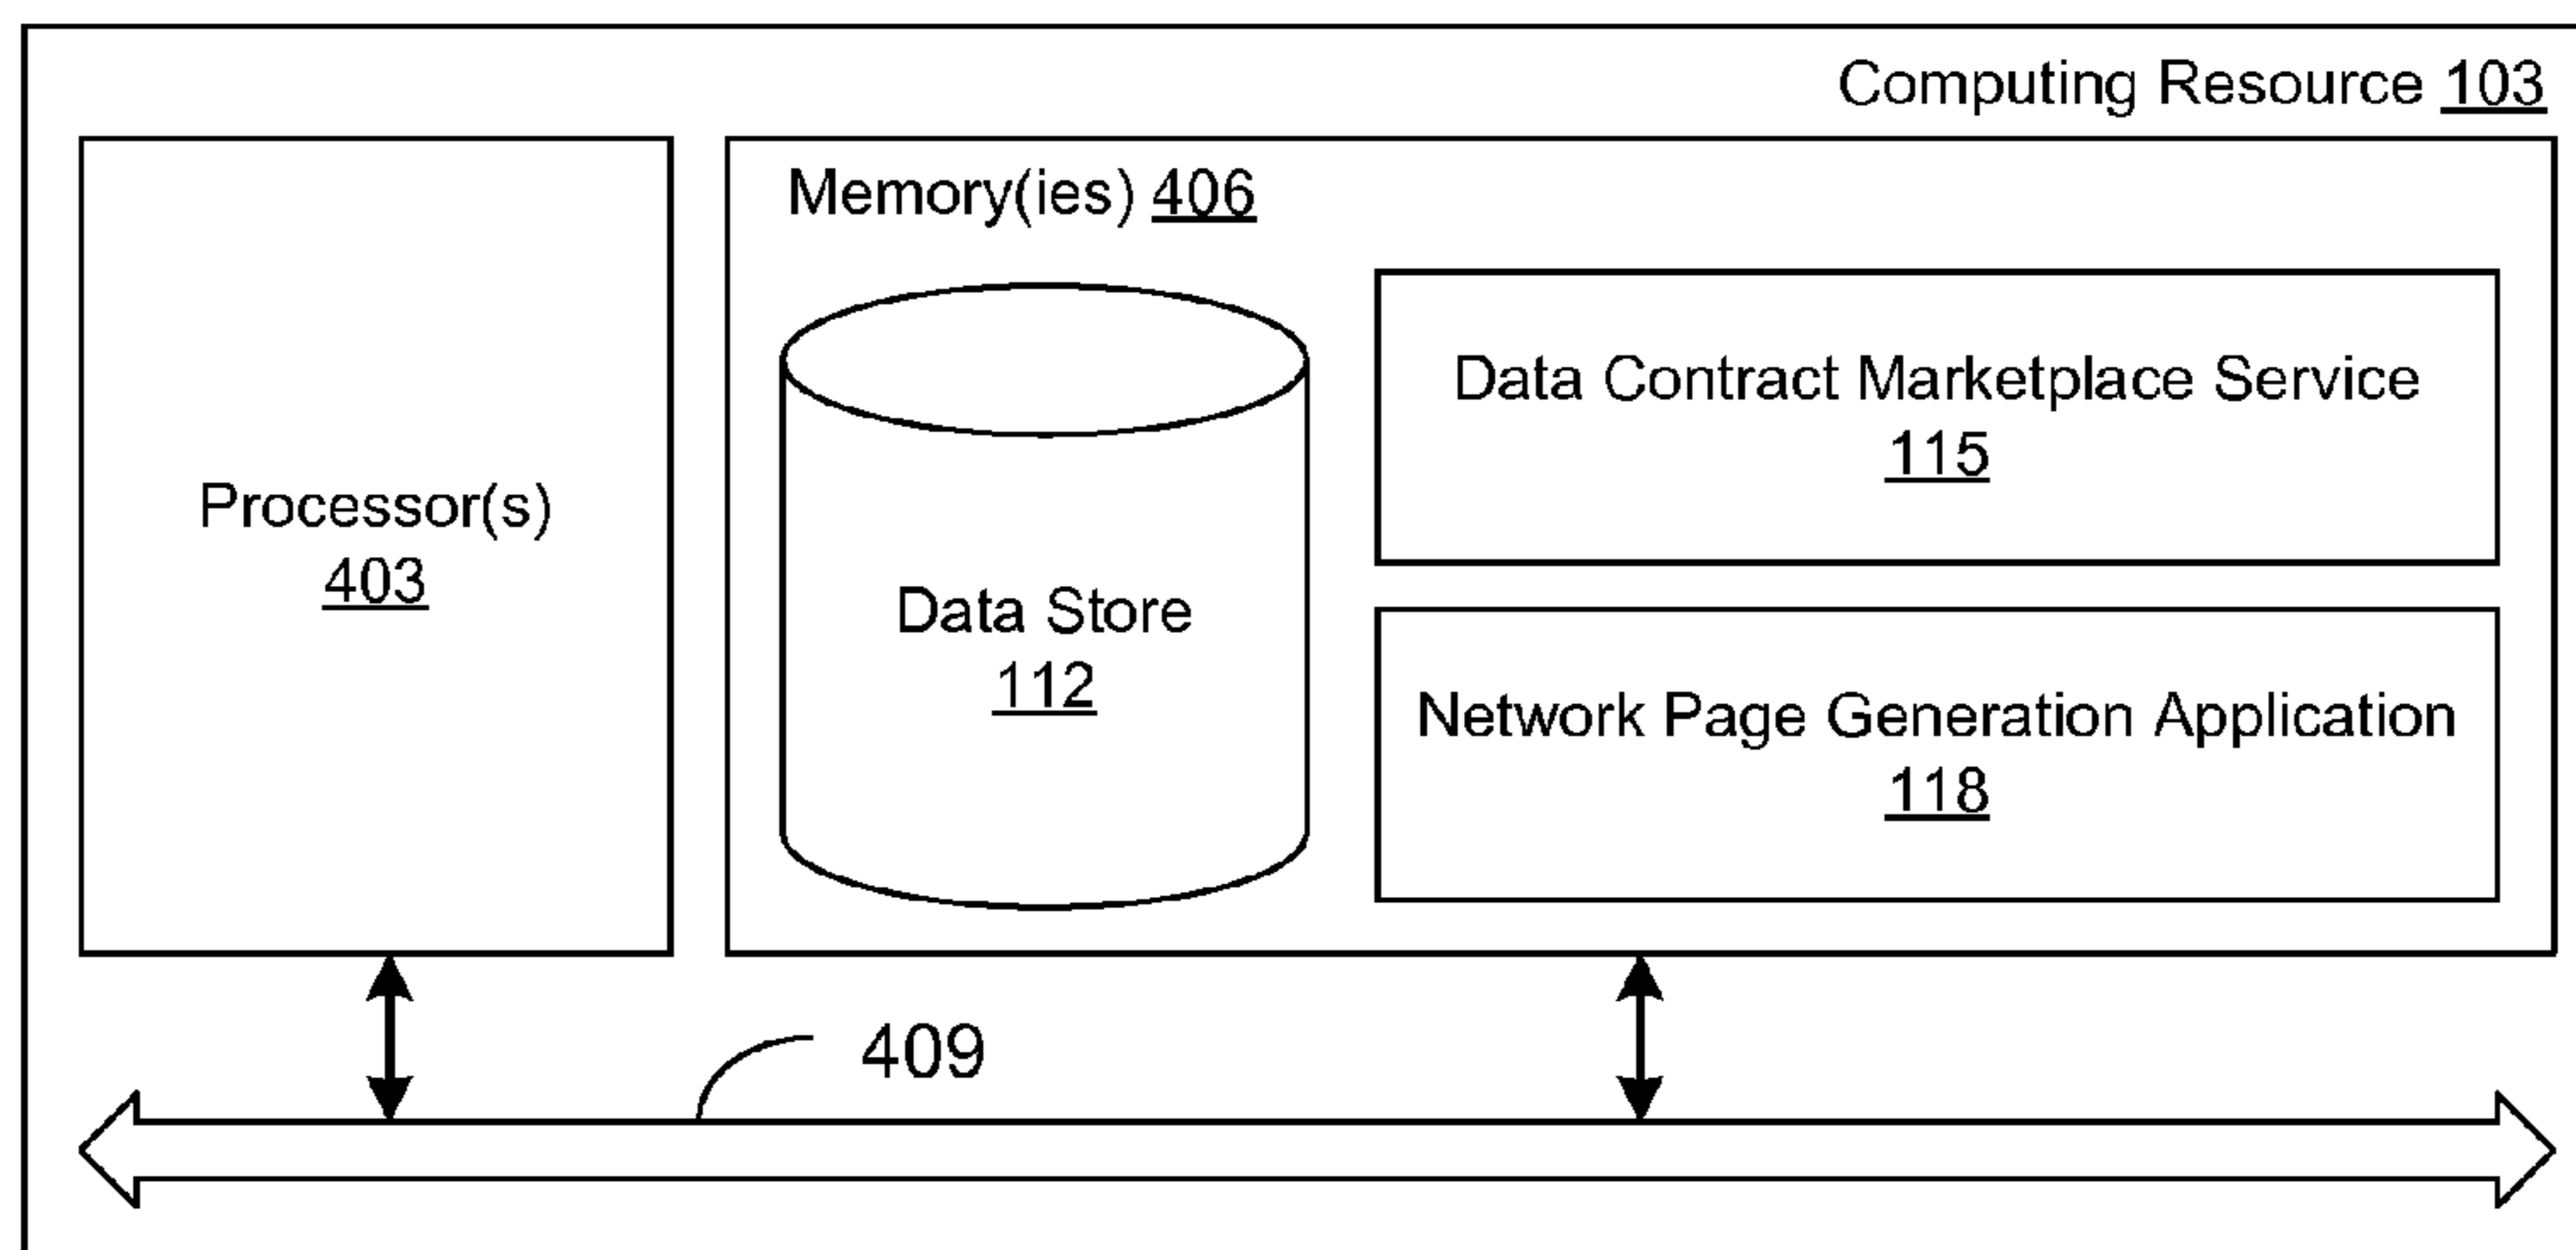 Computing Resource 103
Memory(ies) 406
Processor(s)
403
Data Store
112
Data Contract Marketplace Service
115
Network Page Generation Application
118
409